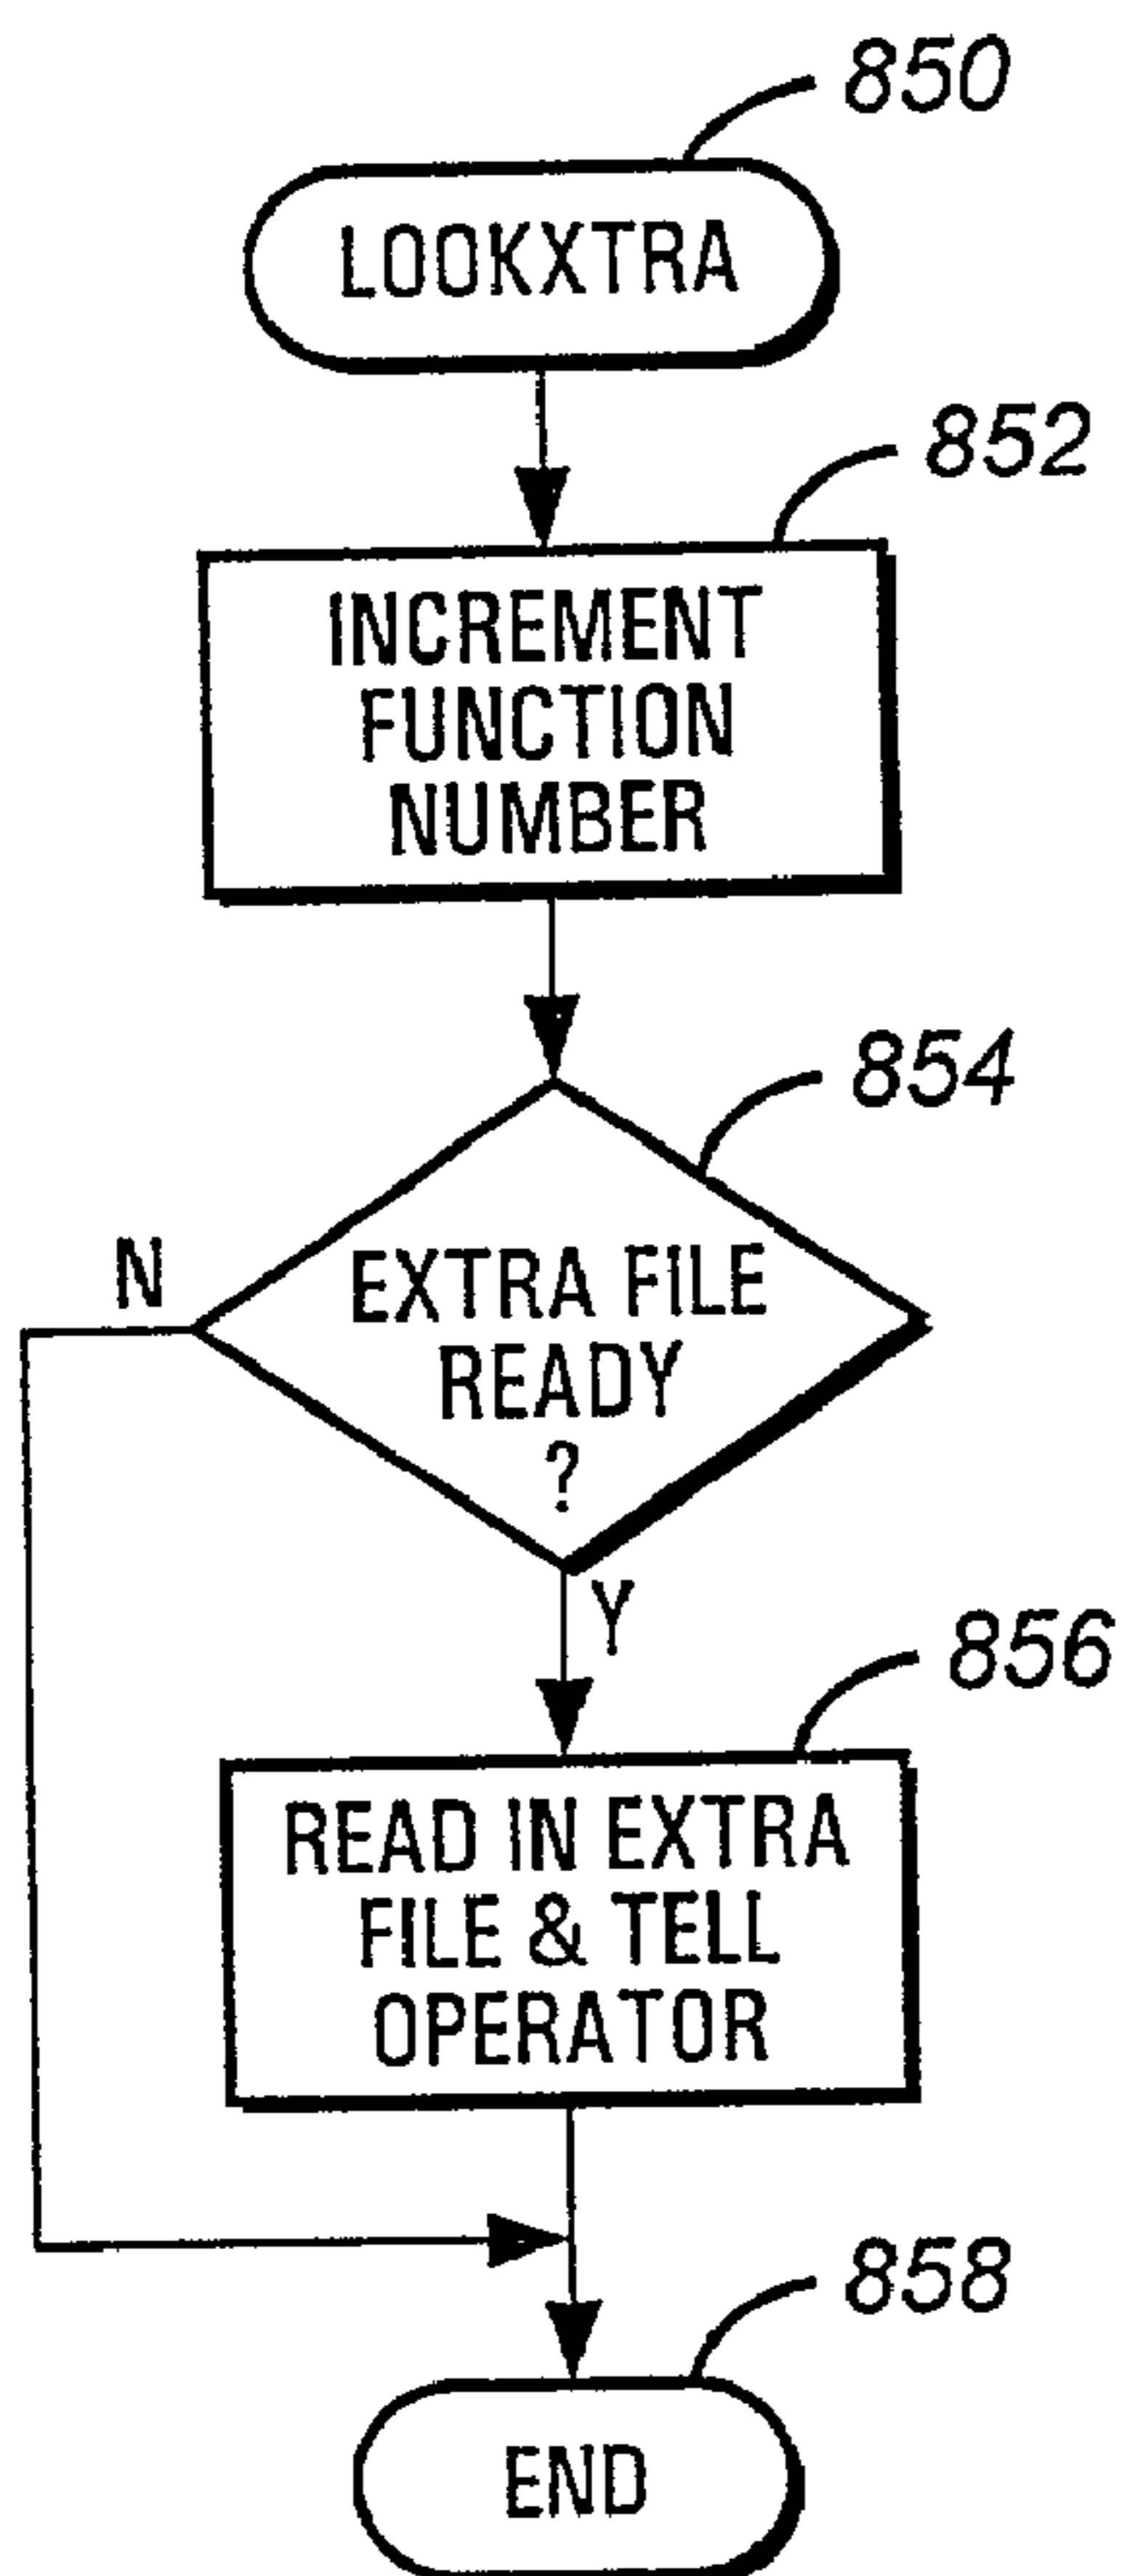 850
LOOKXTRA
852
INCREMENT
FUNCTION
NUMBER
854
N
EXTRA FILE
READY
?
Y
856
READ IN EXTRA
FILE & TELL
OPERATOR
858
END